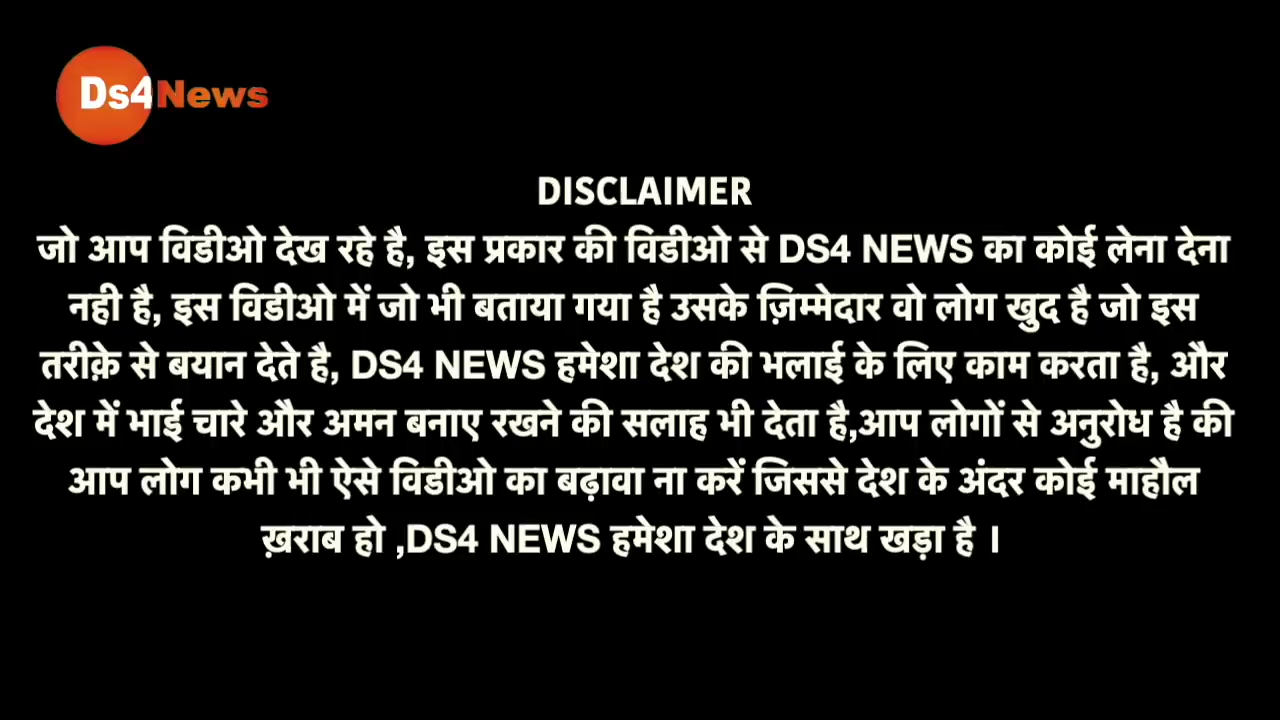 Ds4News
DISCLAIMER
जो आप विडीओ देख रहे है, इस प्रकार की विडीओ से DS4 NEWS का कोई लेना देना
नही है, इस विडीओ में जो भी बताया गया है उसके ज़िम्मेदार वो लोग खुद है जो इस
तरीक़े से बयान देते है, DS4 NEWS हमेशा देश की भलाई के लिए काम करता है, और
देश में भाई चारे और अमन बनाए रखने की सलाह भी देता है,आप लोगों से अनुरोध है की
आप लोग कभी भी ऐसे विडीओ का बढ़ावा ना करें जिससे देश के अंदर कोई माहौल
ख़राब हो ,DS4 NEWS हमेशा देश के साथ खड़ा है ।